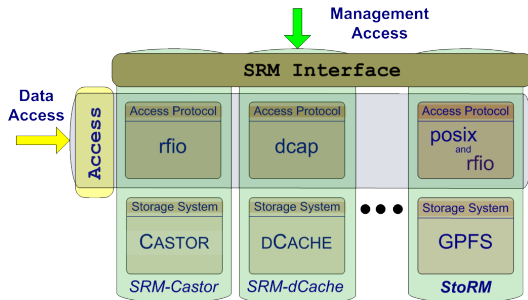 Management
Access
SRM Interface
Data
Access
Access
Access Protocol
rfio
Access Protocol
dcap
Access Protocol
posix
and
rfio
Storage System
CASTOR
Storage System
DCACHE
Storage System
GPFS
SRM-Castor
SRM-dCache
StoRM